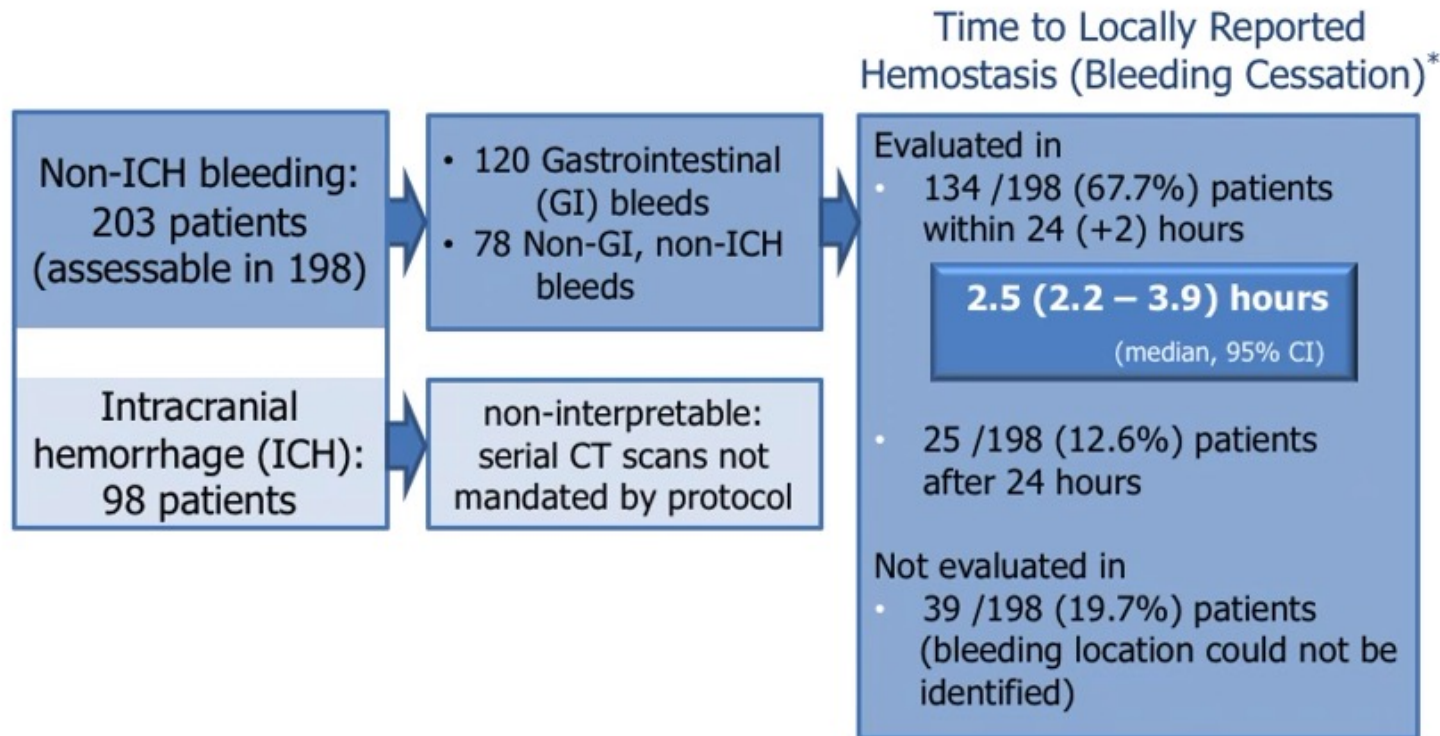 Time to Locally Reported
Hemostasis (Bleeding Cessation)*
Non-ICH bleeding:
203 patients
(assessable in 198)
• 120 Gastrointestinal
(GI) bleeds
• 78 Non-GI, non-ICH
bleeds
Intracranial
hemorrhage (ICH):
98 patients
non-interpretable:
serial CT scans not
mandated by protocol
Evaluated in
• 134 /198 (67.7%) patients
within 24 (+2) hours
2.5 (2.2 – 3.9) hours
(median, 95% CI)
• 25 /198 (12.6%) patients
after 24 hours
Not evaluated in
• 39 /198 (19.7%) patients
(bleeding location could not be
identified)